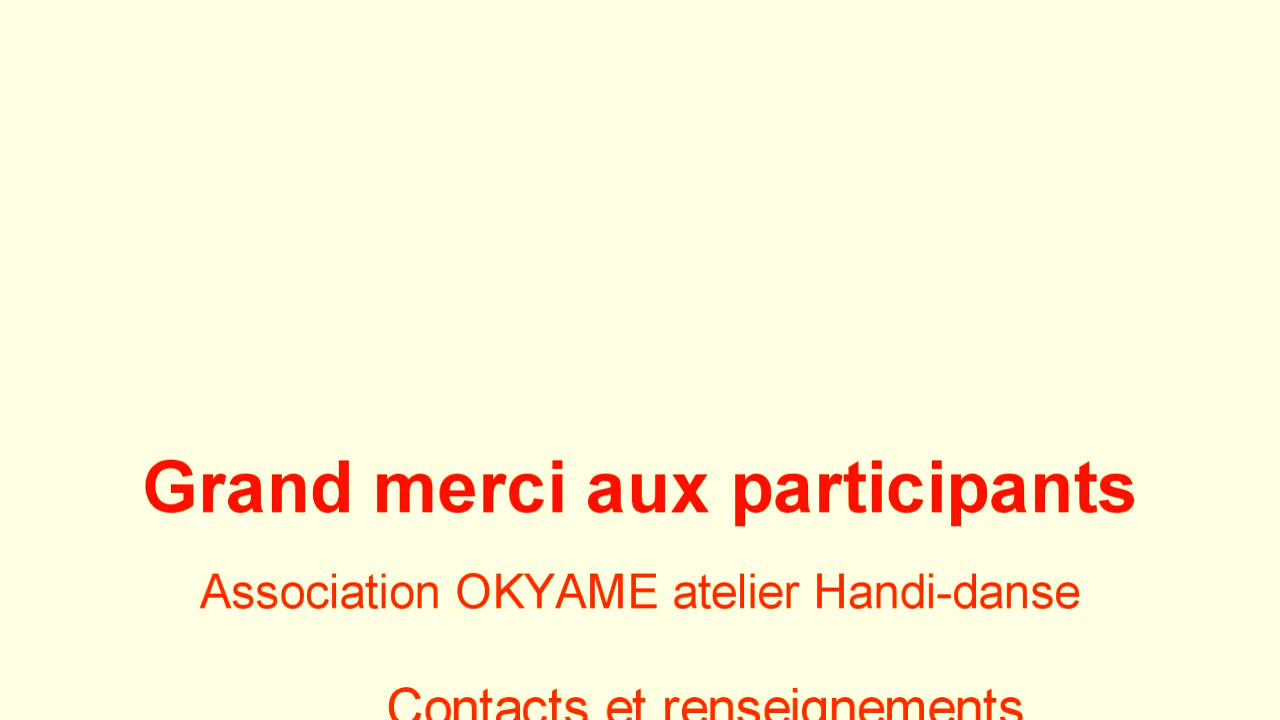 Grand merci aux participants
Association OKYAME atelier Handi-danse
Contacts et renseignements